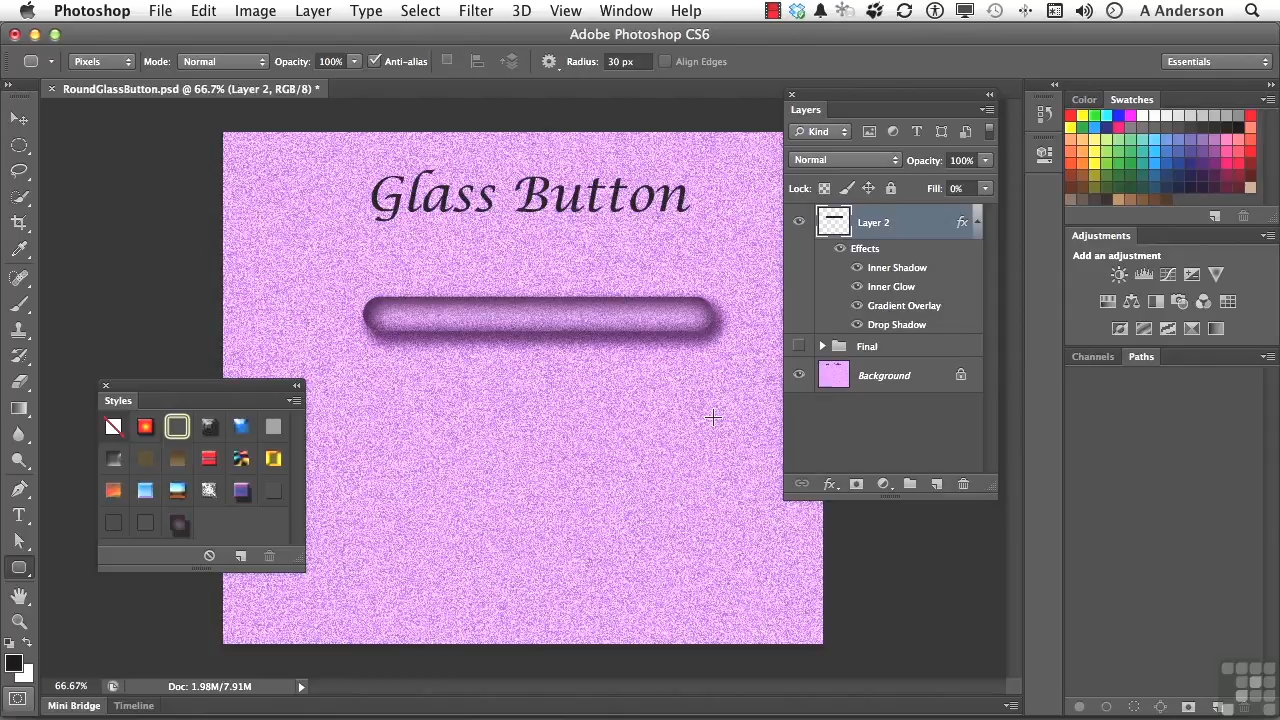 Photoshop File Edit Image Layer Type Select Filter 3D View Window Help A Anderson
Adobe Photoshop CS6
Pixels Mode: Normal Opacity: 100% Anti-alias Radius: 30 px Align Edges Essentials
RoundGlassButton.psd @ 66.7% (Layer 2, RGB/8) *
Glass Button
Layers
Kind
Normal Opacity: 100%
Lock: Fill: 0%
Layer 2 fx
Effects
Inner Shadow
Inner Glow
Gradient Overlay
Drop Shadow
Final
Background
fx
Color Swatches
Adjustments
Add an adjustment
Channels Paths
Styles
66.67% Doc: 1.98M/7.91M
Mini Bridge Timeline